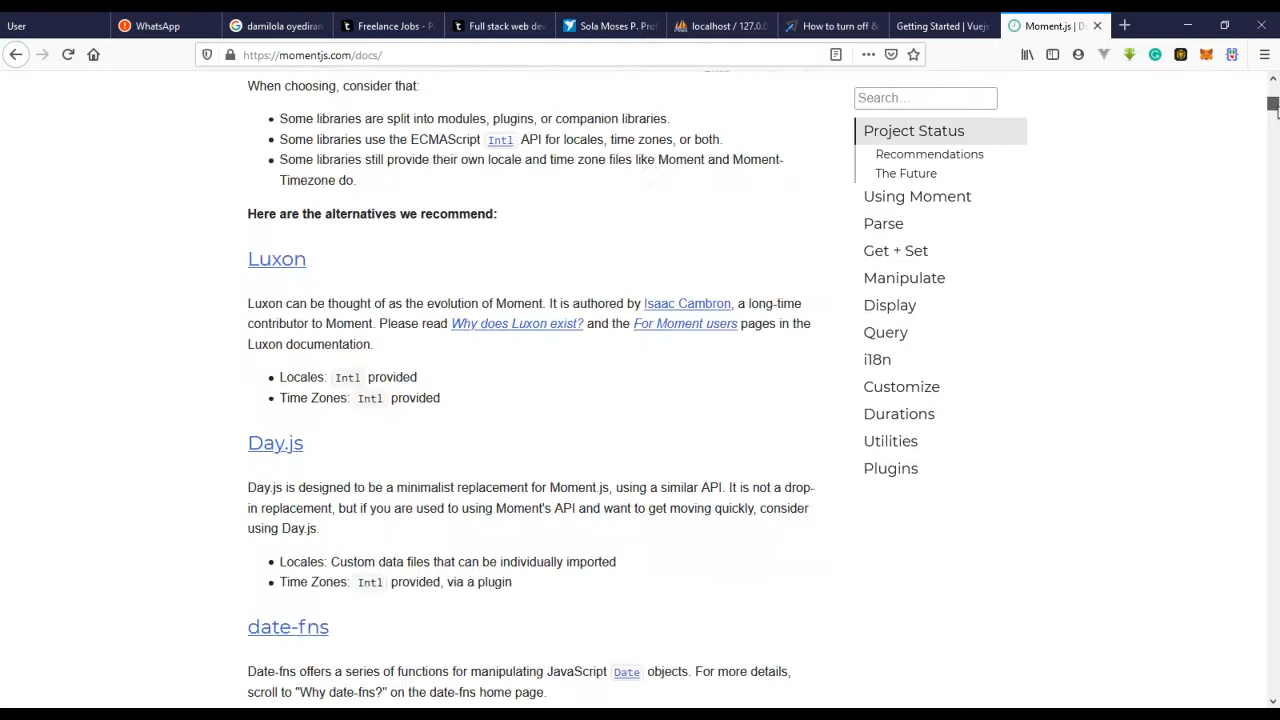 User
WhatsApp
damilola oyediran
Freelance Jobs - P
Full stack web dev
Sola Moses P. Prof
localhost / 127.0.0
How to turn off &
Getting Started | Vuejs
Moment.js | D
https://momentjs.com/docs/
When choosing, consider that:
Some libraries are split into modules, plugins, or companion libraries.
Some libraries use the ECMAScript Intl API for locales, time zones, or both.
Some libraries still provide their own locale and time zone files like Moment and Moment-
Timezone do.
Here are the alternatives we recommend:
Luxon
Luxon can be thought of as the evolution of Moment. It is authored by Isaac Cambron, a long-time
contributor to Moment. Please read Why does Luxon exist? and the For Moment users pages in the
Luxon documentation.
Locales: Intl provided
Time Zones: Intl provided
Day.js
Day.js is designed to be a minimalist replacement for Moment.js, using a similar API. It is not a drop-
in replacement, but if you are used to using Moment's API and want to get moving quickly, consider
using Day.js.
Locales: Custom data files that can be individually imported
Time Zones: Intl provided, via a plugin
date-fns
Date-fns offers a series of functions for manipulating JavaScript Date objects. For more details,
scroll to "Why date-fns?" on the date-fns home page.
Search...
Project Status
Recommendations
The Future
Using Moment
Parse
Get + Set
Manipulate
Display
Query
i18n
Customize
Durations
Utilities
Plugins